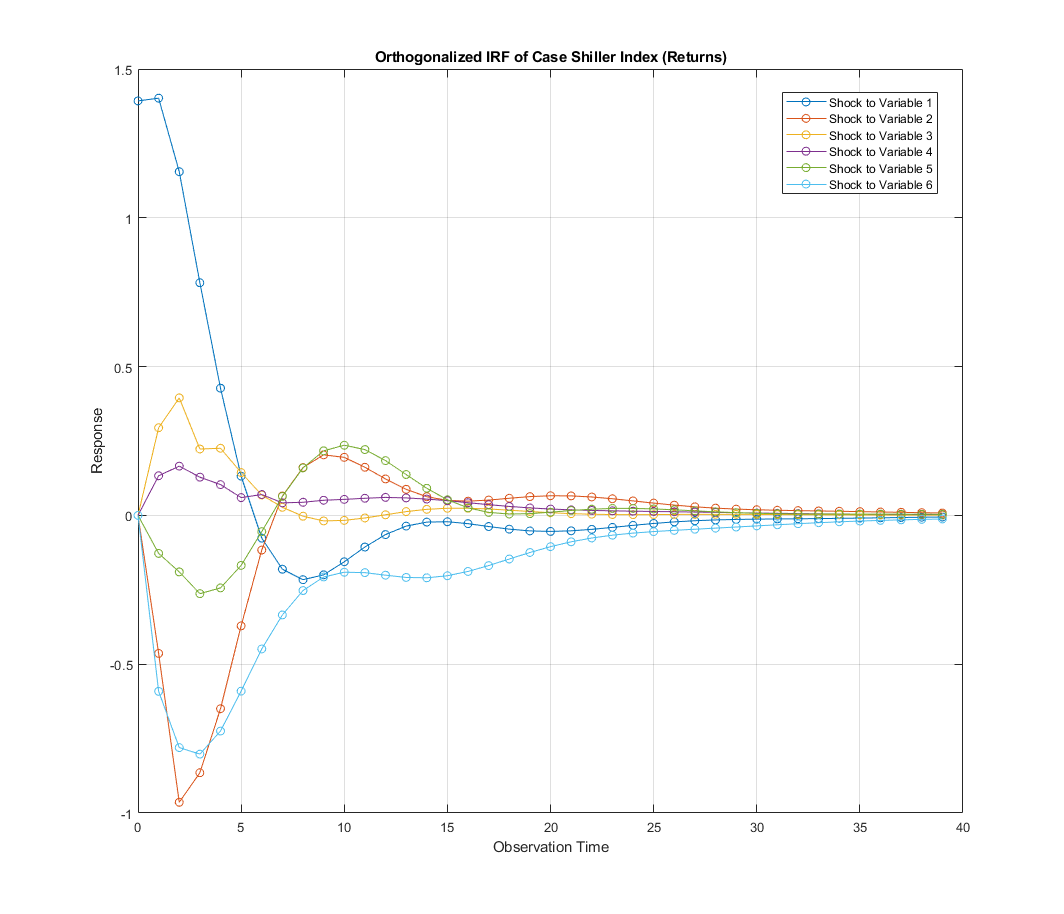 Orthogonalized IRF of Case Shiller Index (Returns)
1.5
1
0.5
0
-0.5
-1
Response
0 5 10 15 20 25 30 35 40
Observation Time
Shock to Variable 1
Shock to Variable 2
Shock to Variable 3
Shock to Variable 4
Shock to Variable 5
Shock to Variable 6